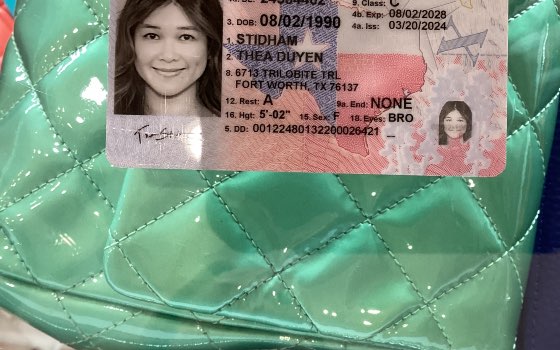 9. Class: C
3. DOB: 08/02/1990
4b. Exp: 08/02/2028
4a. Iss: 03/20/2024
1. STIDHAM
2. THEA DUYEN
8. 6713 TRILOBITE TRL
FORT WORTH, TX 76137
12. Rest: A
9a. End: NONE
16. Hgt: 5'-02" 15. Sex: F 18. Eyes: BRO
5. DD: 00122480132200026421